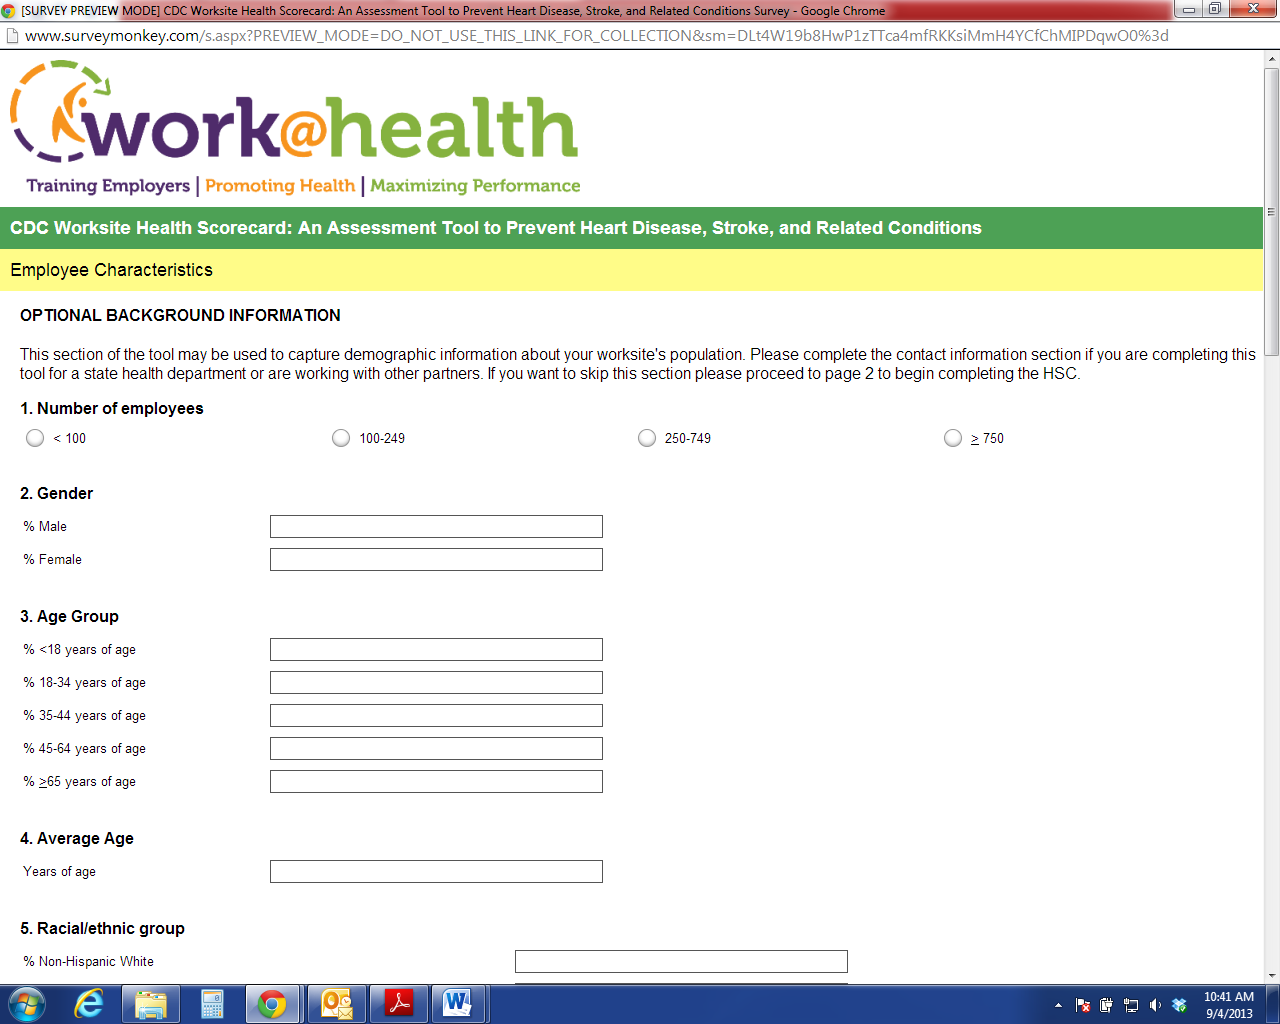 [SURVEY PREVIEW MODE] CDC Worksite Health Scorecard: An Assessment Tool to Prevent Heart Disease, Stroke, and Related Conditions Survey - Google Chrome
www.surveymonkey.com/s.aspx?PREVIEW_MODE=DO_NOT_USE_THIS_LINK_FOR_COLLECTION&sm=DLt4W19b8HwP1zTTca4mfRKKsiMmH4YCfChMIPDqwO0%3d
work@health
Training Employers | Promoting Health | Maximizing Performance
CDC Worksite Health Scorecard: An Assessment Tool to Prevent Heart Disease, Stroke, and Related Conditions
Employee Characteristics
OPTIONAL BACKGROUND INFORMATION
This section of the tool may be used to capture demographic information about your worksite's population. Please complete the contact information section if you are completing this
tool for a state health department or are working with other partners. If you want to skip this section please proceed to page 2 to begin completing the HSC.
1. Number of employees
< 100 100-249 250-749 ≥ 750
2. Gender
% Male
% Female
3. Age Group
% <18 years of age
% 18-34 years of age
% 35-44 years of age
% 45-64 years of age
% ≥65 years of age
4. Average Age
Years of age
5. Racial/ethnic group
% Non-Hispanic White
10:41 AM
9/4/2013